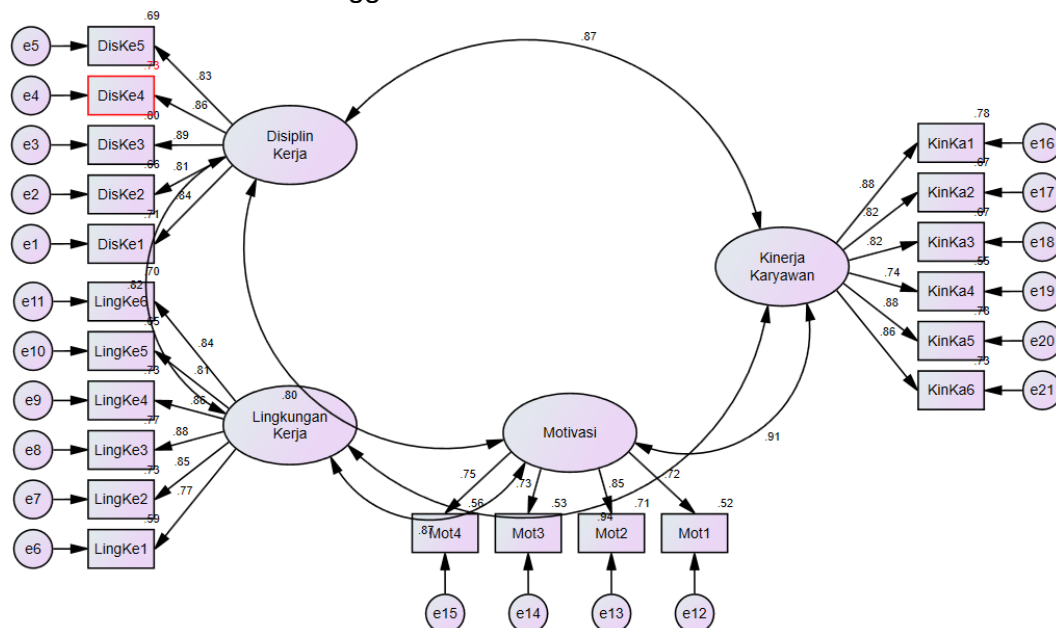 gg
.69
e5 DisKe5
.83
.73
e4 DisKe4
.86
.80
e3 DisKe3
.89
.66
e2 DisKe2
.81
.71
e1 DisKe1
.84
Disiplin
Kerja
.87
.82
.70
e11 LingKe6
.84
.65
e10 LingKe5
.81
.73
e9 LingKe4
.86
.77
e8 LingKe3
.88
.73
e7 LingKe2
.85
.59
e6 LingKe1
.77
Lingkungan
Kerja
.80
Motivasi
.75
.73
.85
.72
.56
.53
.71
.52
.87
.94
.91
Mot4 Mot3 Mot2 Mot1
e15 e14 e13 e12
Kinerja
Karyawan
.78
.88
KinKa1 e16
.67
.82
KinKa2 e17
.67
.82
KinKa3 e18
.55
.74
KinKa4 e19
.78
.88
KinKa5 e20
.73
.86
KinKa6 e21